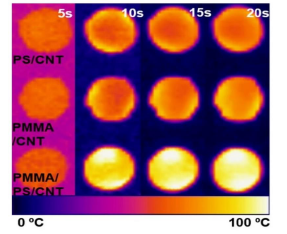 5s 10s 15s 20s
PS/CNT
PMMA
/CNT
PMMA/
PS/CNT
0 ºC 100 ºC